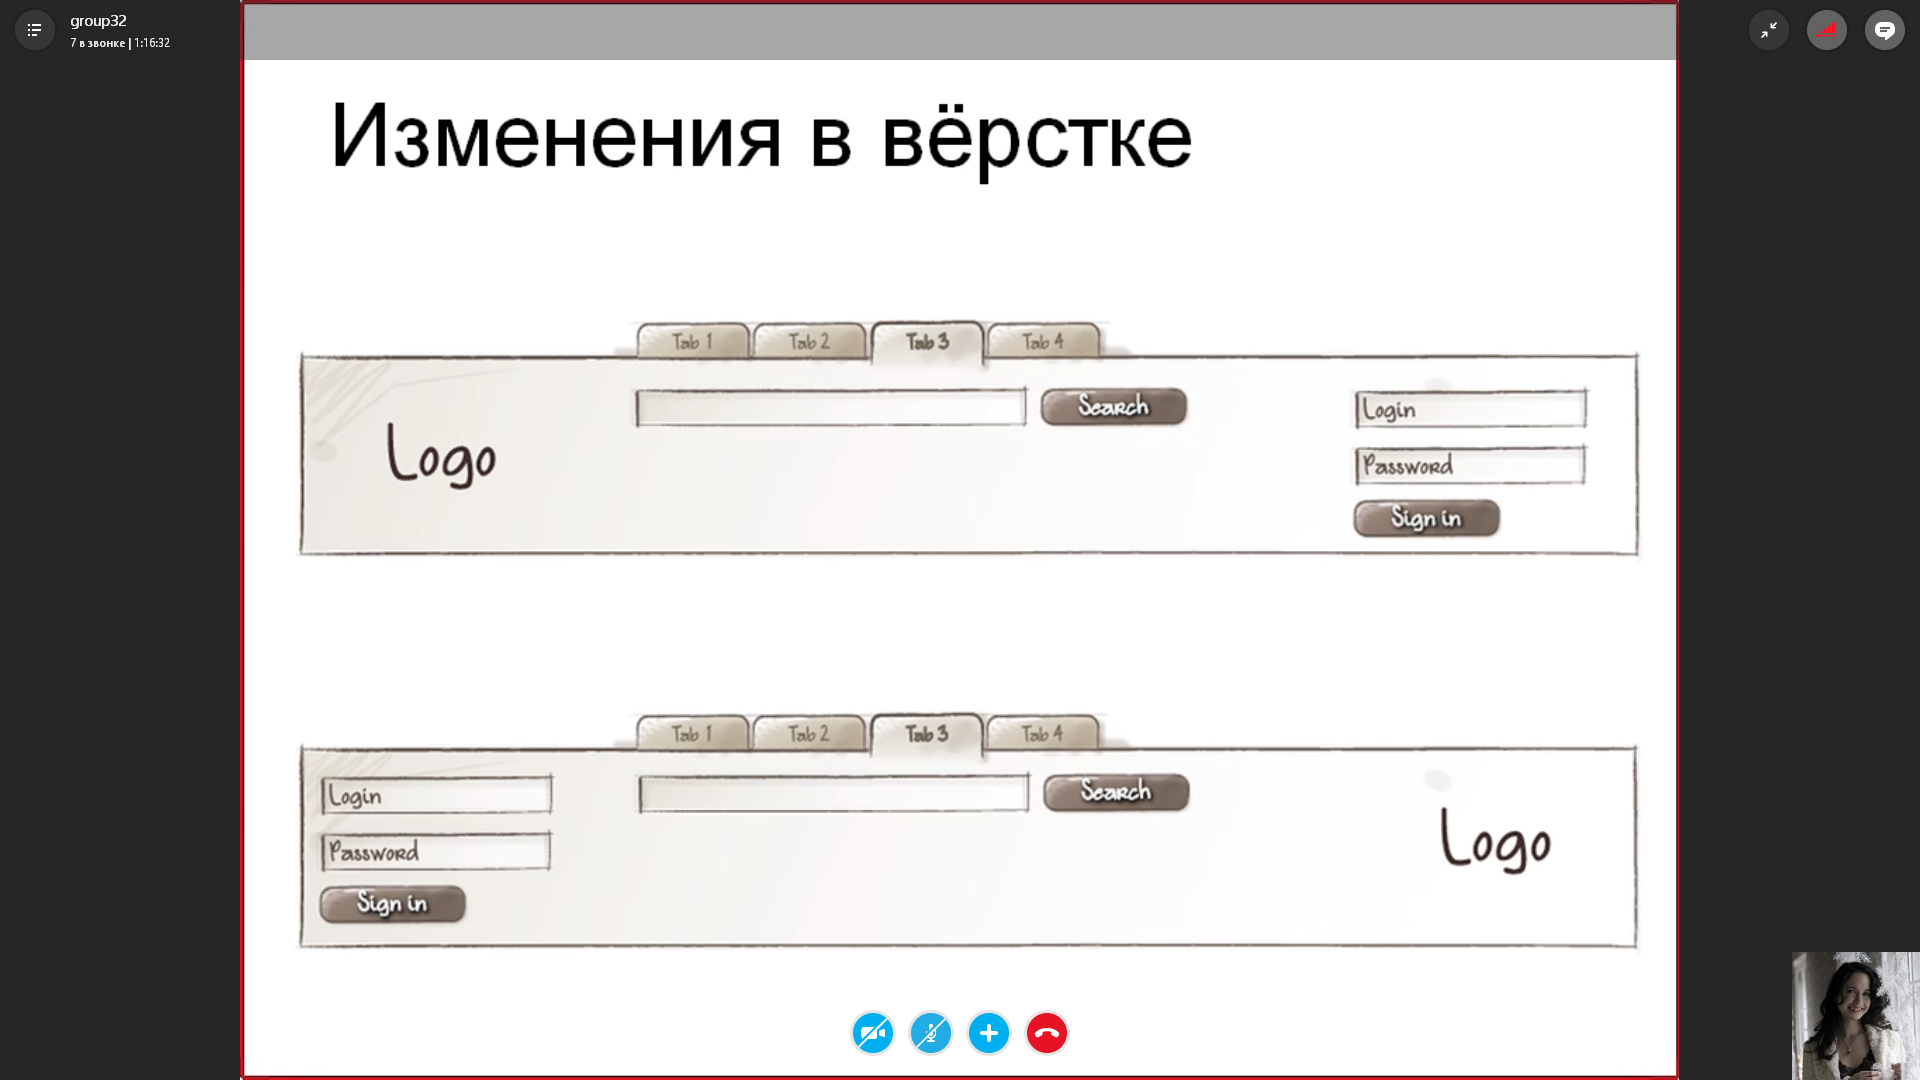 group32
7 в звонке | 1:16:32
Изменения в вёрстке
Tab 1 Tab 2 Tab 3 Tab 4
Search
Login
Logo
Password
Sign in
Tab 1 Tab 2 Tab 3 Tab 4
Login
Search
Password
Logo
Sign in